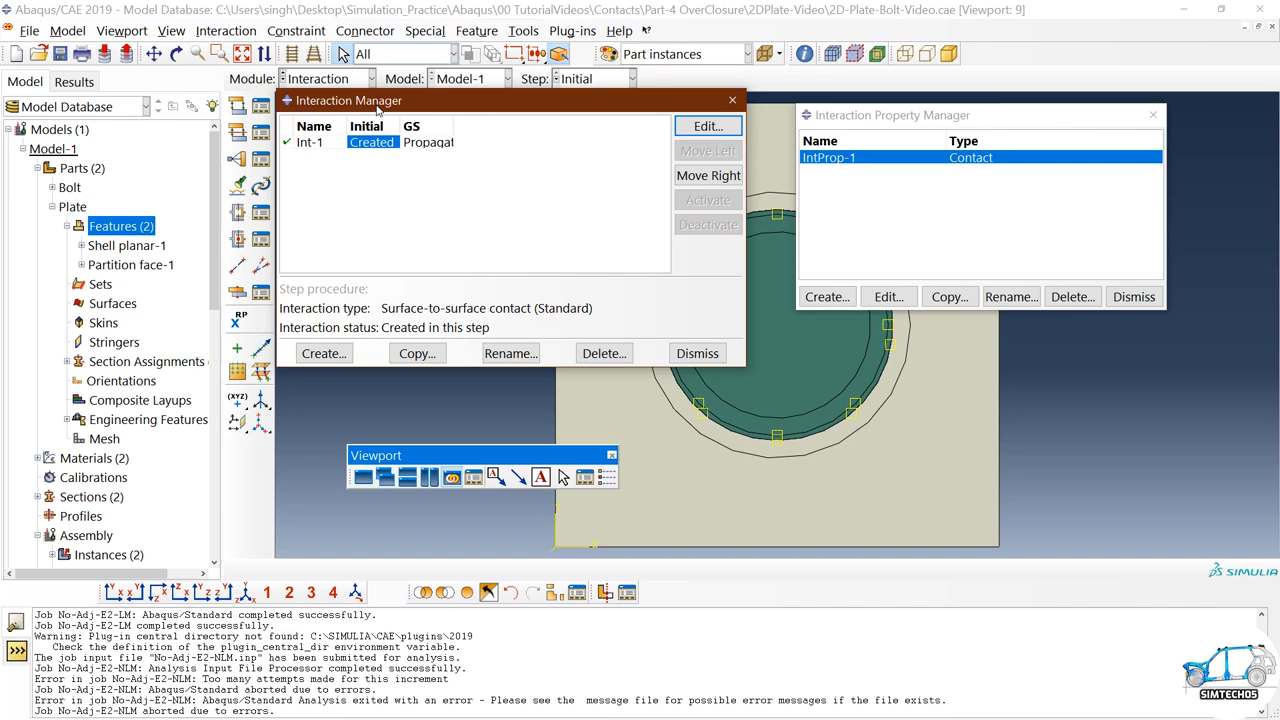 Abaqus/CAE 2019 - Model Database: C:\Users\singh\Desktop\Simulation_Practice\Abaqus\00 TutorialVideos\Contacts\Part-4 OverClosure\2DPlate-Video\2D-Plate-Bolt-Video.cae [Viewport: 9]
File Model Viewport View Interaction Constraint Connector Special Feature Tools Plug-ins Help
All Part instances
Model Results Module: Interaction Model: Model-1 Step: Initial
Model Database
Interaction Manager
Name Initial GS
Int-1 Created Propagat
Edit...
Move Left
Move Right
Activate
Deactivate
Step procedure:
Interaction type: Surface-to-surface contact (Standard)
Interaction status: Created in this step
Create... Copy... Rename... Delete... Dismiss
Interaction Property Manager
Name Type
IntProp-1 Contact
Create... Edit... Copy... Rename... Delete... Dismiss
Models (1)
Model-1
Parts (2)
Bolt
Plate
Features (2)
Shell planar-1
Partition face-1
Sets
Surfaces
Skins
Stringers
Section Assignments
Orientations
Composite Layups
Engineering Features
Mesh
Materials (2)
Calibrations
Sections (2)
Profiles
Assembly
Instances (2)
RP
(XYZ)
Viewport
A A
SIMULIA
1 2 3 4
Job No-Adj-E2-LM: Abaqus/Standard completed successfully.
Job No-Adj-E2-LM completed successfully.
Warning: Plug-in central directory not found: C:\SIMULIA\CAE\plugins\2019
Check the definition of the plugin_central_dir environment variable.
The job input file "No-Adj-E2-NLM.inp" has been submitted for analysis.
Job No-Adj-E2-NLM: Analysis Input File Processor completed successfully.
Error in job No-Adj-E2-NLM: Too many attempts made for this increment
Job No-Adj-E2-NLM: Abaqus/Standard aborted due to errors.
Error in job No-Adj-E2-NLM: Abaqus/Standard Analysis exited with an error - Please see the message file for possible error messages if the file exists.
Job No-Adj-E2-NLM aborted due to errors.
>>>
SIMTECH05